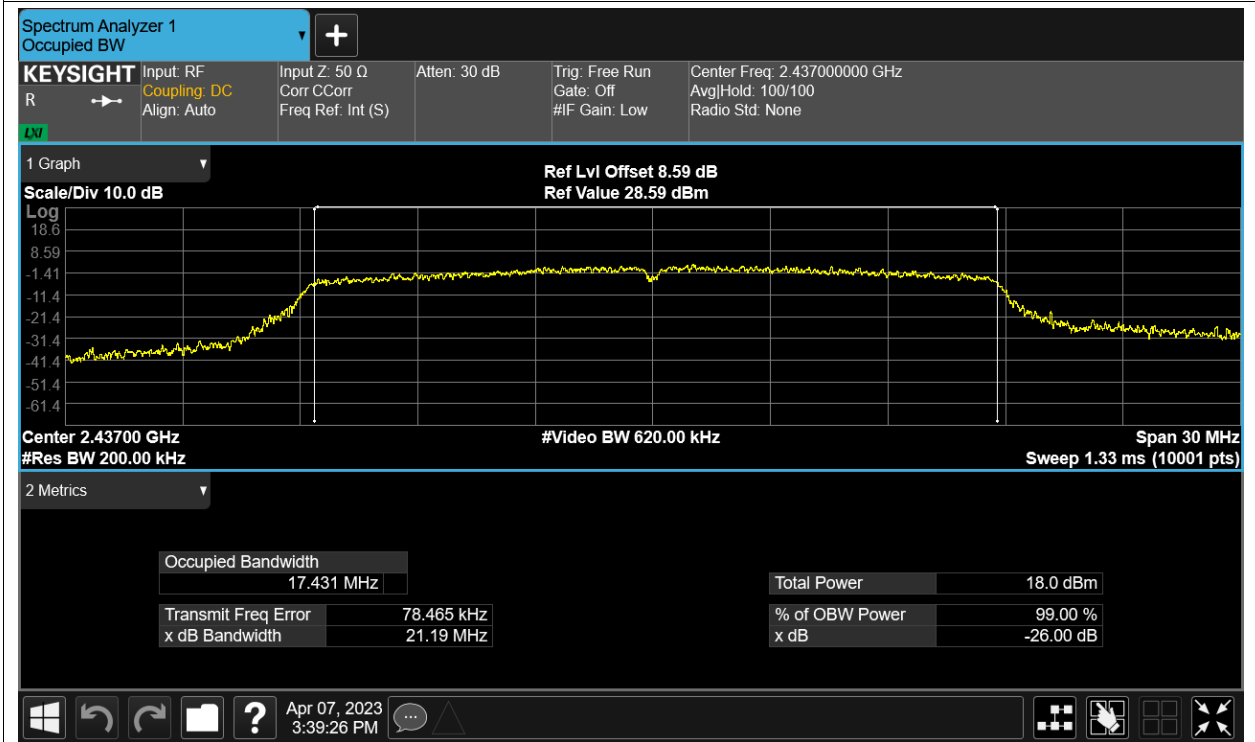 Spectrum Analyzer 1
Occupied BW
KEYSIGHT
R
LXI
Input: RF
Coupling: DC
Align: Auto
Input Z: 50 Ω
Corr CCorr
Freq Ref: Int (S)
Atten: 30 dB
Trig: Free Run
Gate: Off
#IF Gain: Low
Center Freq: 2.437000000 GHz
Avg|Hold: 100/100
Radio Std: None
1 Graph
Ref Lvl Offset 8.59 dB
Scale/Div 10.0 dB
Ref Value 28.59 dBm
Log
18.6
8.59
-1.41
-11.4
-21.4
-31.4
-41.4
-51.4
-61.4
Center 2.43700 GHz
#Video BW 620.00 kHz
Span 30 MHz
#Res BW 200.00 kHz
Sweep 1.33 ms (10001 pts)
2 Metrics
Occupied Bandwidth
17.431 MHz
Total Power 18.0 dBm
Transmit Freq Error 78.465 kHz
% of OBW Power 99.00 %
x dB Bandwidth 21.19 MHz
x dB -26.00 dB
?
Apr 07, 2023
3:39:26 PM